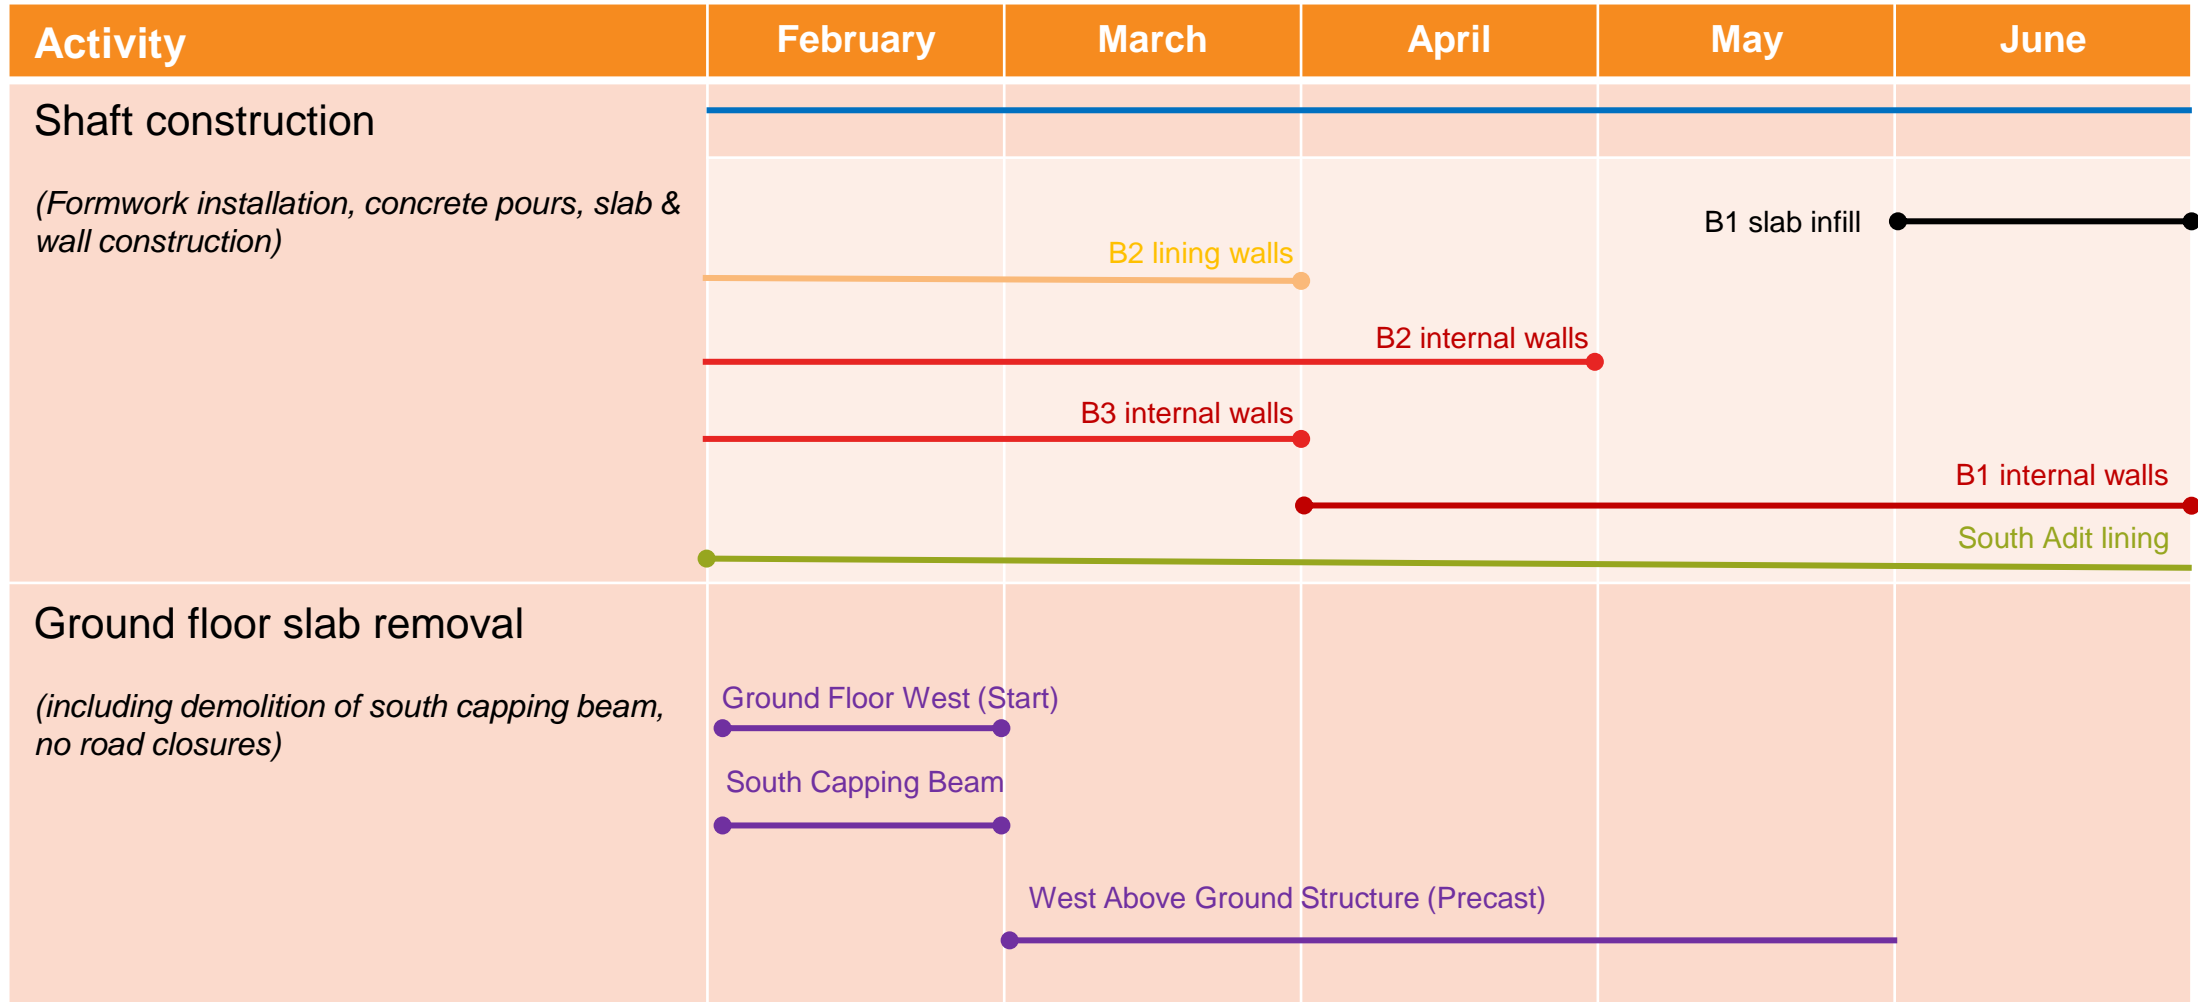 Activity
February
March
April
May
June
Shaft construction
(Formwork installation, concrete pours, slab &
wall construction)
B1 slab infill
B2 lining walls
B2 internal walls
B3 internal walls
B1 internal walls
South Adit lining
Ground floor slab removal
(including demolition of south capping beam,
no road closures)
Ground Floor West (Start)
South Capping Beam
West Above Ground Structure (Precast)